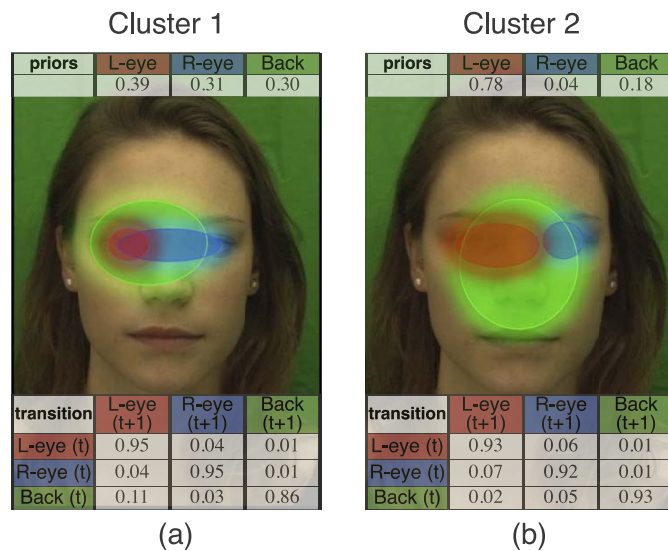 Cluster 1
priors L-eye R-eye Back
0.39 0.31 0.30
transition L-eye (t+1) R-eye (t+1) Back (t+1)
L-eye (t) 0.95 0.04 0.01
R-eye (t) 0.04 0.95 0.01
Back (t) 0.11 0.03 0.86
(a)
Cluster 2
priors L-eye R-eye Back
0.78 0.04 0.18
transition L-eye (t+1) R-eye (t+1) Back (t+1)
L-eye (t) 0.93 0.06 0.01
R-eye (t) 0.07 0.92 0.01
Back (t) 0.02 0.05 0.93
(b)